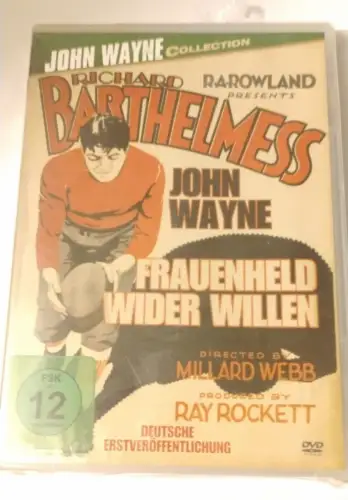 JOHN WAYNE COLLECTION
RICHARD
BARTHELMESS
R.A.ROWLAND
PRESENTS
JOHN
WAYNE
FRAUENHELD
WIDER WILLEN
DIRECTED BY
MILLARD WEBB
PRODUCED BY
RAY ROCKETT
FSK
12
DEUTSCHE
ERSTVERÖFFENTLICHUNG
DVD